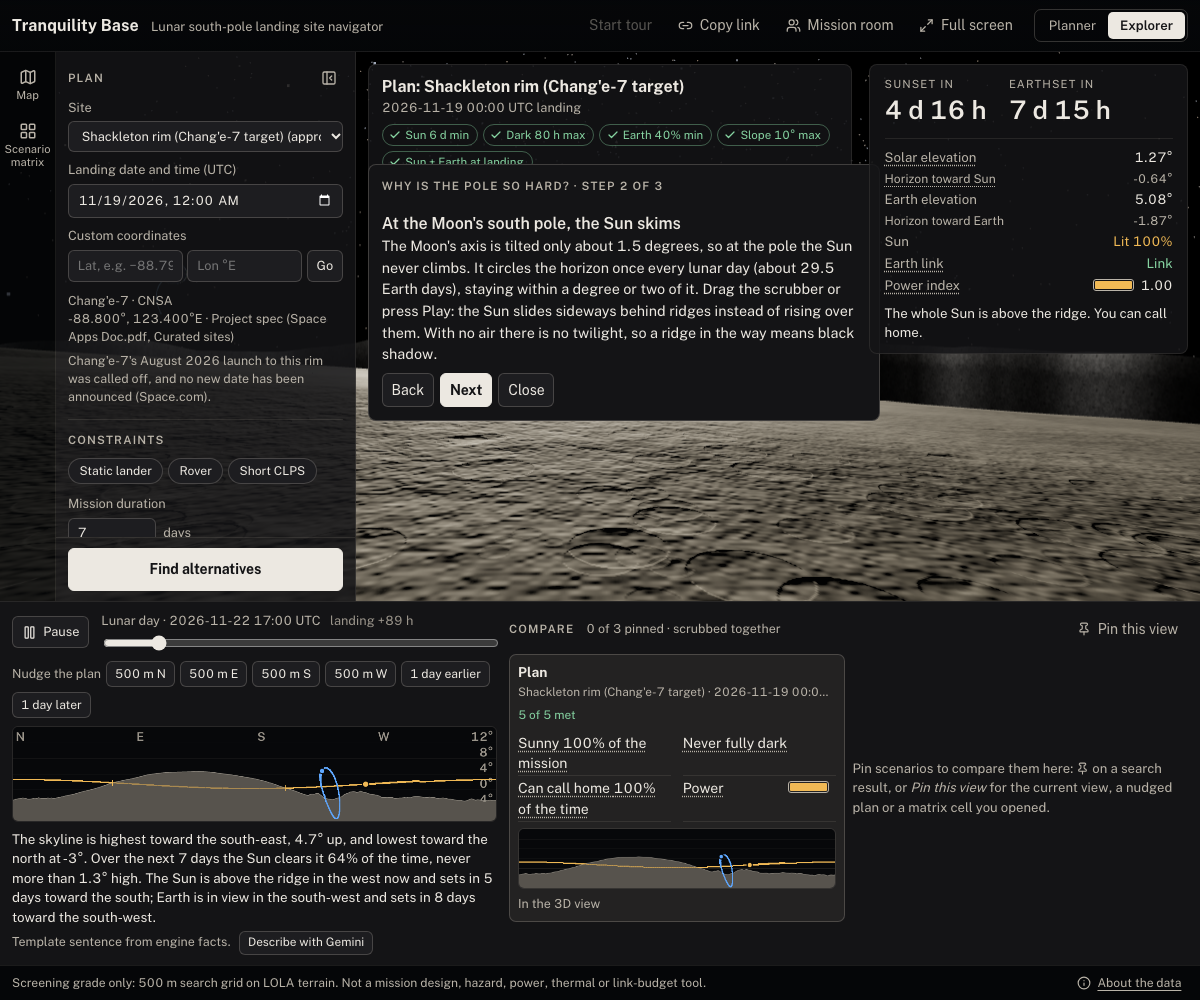 Tranquility Base Lunar south-pole landing site navigator
Start tour Copy link Mission room Full screen Planner Explorer
Map
Scenario matrix
PLAN
Site
Shackleton rim (Chang'e-7 target) (appro
Landing date and time (UTC)
11/19/2026, 12:00 AM
Custom coordinates
Lat, e.g. −88.79 Lon °E Go
Chang'e-7 · CNSA
-88.800°, 123.400°E · Project spec (Space
Apps Doc.pdf, Curated sites)
Chang'e-7's August 2026 launch to this rim
was called off, and no new date has been
announced (Space.com).
CONSTRAINTS
Static lander Rover Short CLPS
Mission duration
7 days
Find alternatives
Plan: Shackleton rim (Chang'e-7 target)
2026-11-19 00:00 UTC landing
Sun 6 d min Dark 80 h max Earth 40% min Slope 10° max
Sun + Earth at landing
WHY IS THE POLE SO HARD? · STEP 2 OF 3
At the Moon's south pole, the Sun skims
The Moon's axis is tilted only about 1.5 degrees, so at the pole the Sun
never climbs. It circles the horizon once every lunar day (about 29.5
Earth days), staying within a degree or two of it. Drag the scrubber or
press Play: the Sun slides sideways behind ridges instead of rising over
them. With no air there is no twilight, so a ridge in the way means black
shadow.
Back Next Close
SUNSET IN EARTHSET IN
4 d 16 h 7 d 15 h
Solar elevation 1.27°
Horizon toward Sun -0.64°
Earth elevation 5.08°
Horizon toward Earth -1.87°
Sun Lit 100%
Earth link Link
Power index 1.00
The whole Sun is above the ridge. You can call
home.
Pause Lunar day · 2026-11-22 17:00 UTC landing +89 h
Nudge the plan 500 m N 500 m E 500 m S 500 m W 1 day earlier
1 day later
N E S W 12°
8°
4°
0°
-4°
The skyline is highest toward the south-east, 4.7° up, and lowest toward the
north at -3°. Over the next 7 days the Sun clears it 64% of the time, never
more than 1.3° high. The Sun is above the ridge in the west now and sets in 5
days toward the south; Earth is in view in the south-west and sets in 8 days
toward the south-west.
Template sentence from engine facts. Describe with Gemini
COMPARE 0 of 3 pinned · scrubbed together Pin this view
Plan
Shackleton rim (Chang'e-7 target) · 2026-11-19 00:0...
5 of 5 met
Sunny 100% of the mission
Never fully dark
Can call home 100% of the time
Power
In the 3D view
Pin scenarios to compare them here: on a search
result, or Pin this view for the current view, a nudged
plan or a matrix cell you opened.
Screening grade only: 500 m search grid on LOLA terrain. Not a mission design, hazard, power, thermal or link-budget tool. About the data